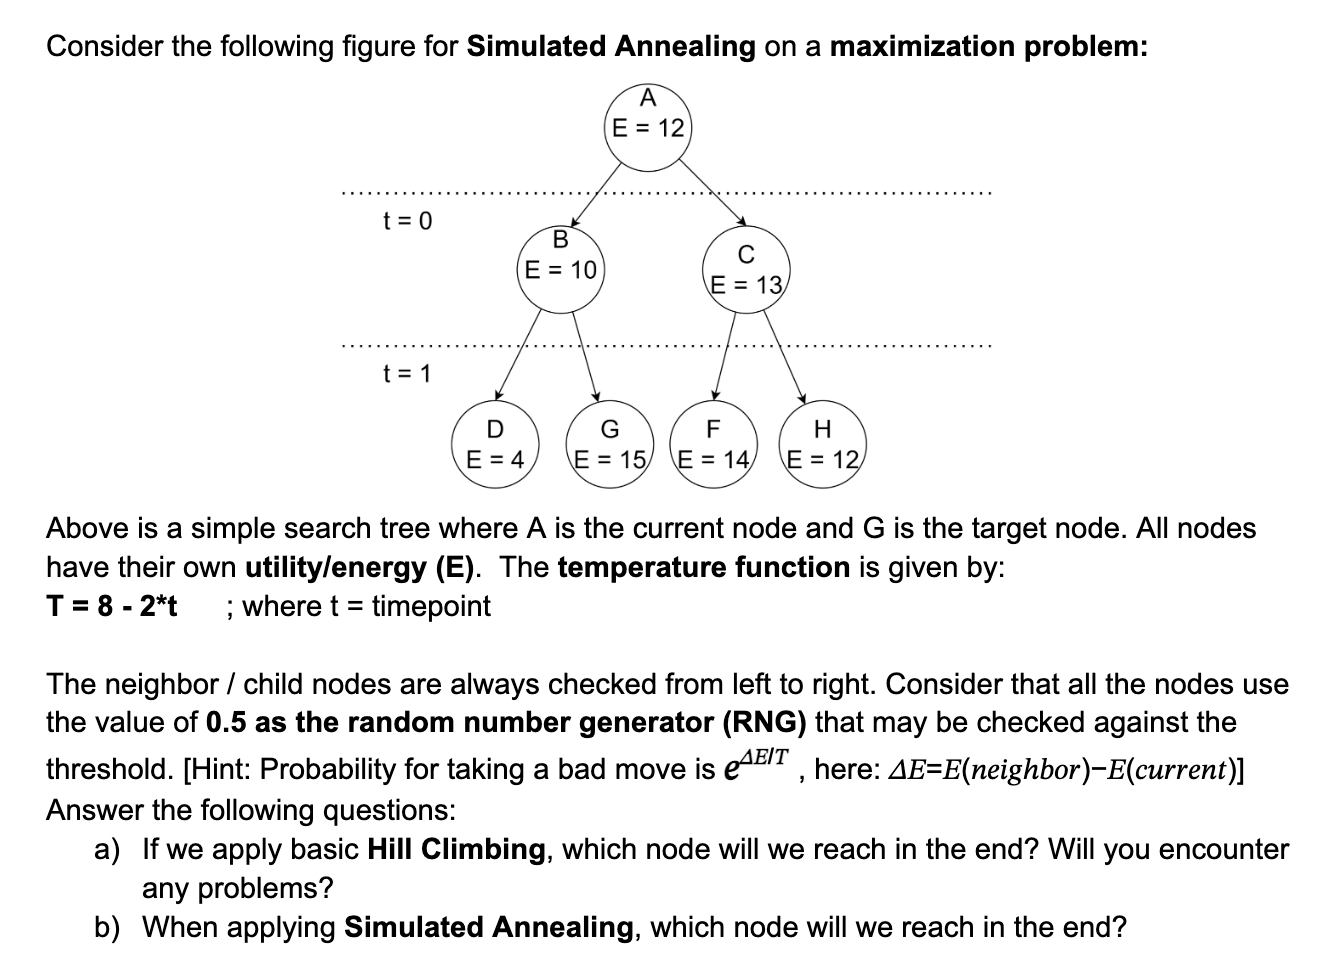 Consider the following figure for Simulated Annealing on a maximization problem:
A
E = 12
t = 0
B
E = 10
C
E = 13
t = 1
D
E = 4
G
E = 15
F
E = 14
H
E = 12
Above is a simple search tree where A is the current node and G is the target node. All nodes
have their own utility/energy (E). The temperature function is given by:
T = 8 - 2*t ; where t = timepoint
The neighbor / child nodes are always checked from left to right. Consider that all the nodes use
the value of 0.5 as the random number generator (RNG) that may be checked against the
threshold. [Hint: Probability for taking a bad move is e^ΔE/T , here: ΔE=E(neighbor)−E(current)]
Answer the following questions:
a) If we apply basic Hill Climbing, which node will we reach in the end? Will you encounter
any problems?
b) When applying Simulated Annealing, which node will we reach in the end?